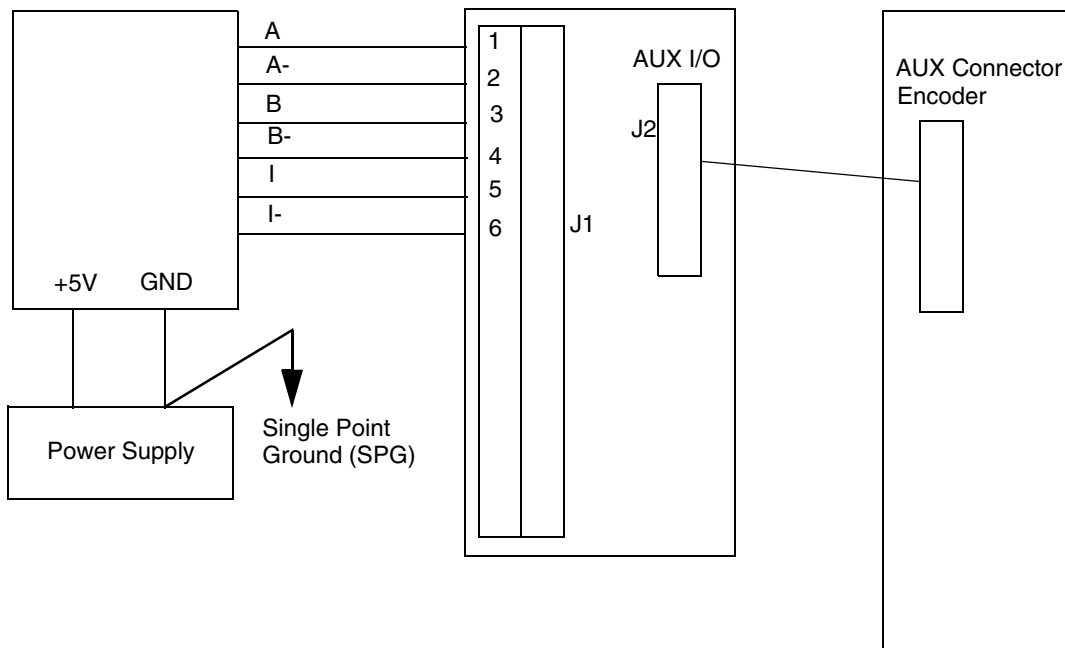 A
A-
B
B-
I
I-
+5V GND
Power Supply
Single Point
Ground (SPG)
1
2
3
4
5
6
J1
AUX I/O
J2
AUX Connector
Encoder